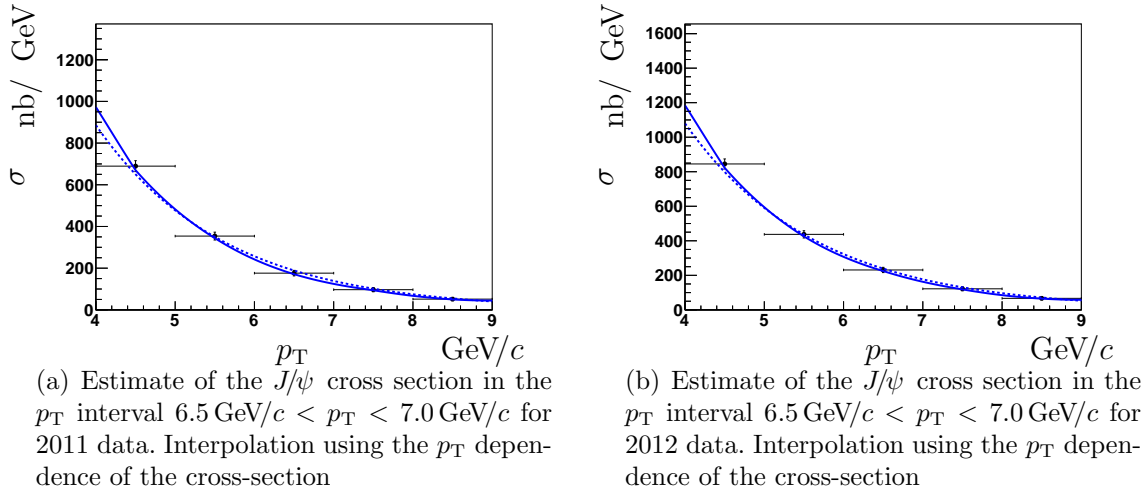 σ nb/ GeV
1200
1000
800
600
400
200
0
4 5 6 7 8 9
p_T GeV/c
(a) Estimate of the J/ψ cross section in the
p_T interval 6.5 GeV/c < p_T < 7.0 GeV/c for
2011 data. Interpolation using the p_T depen-
dence of the cross-section
σ nb/ GeV
1600
1400
1200
1000
800
600
400
200
0
4 5 6 7 8 9
p_T GeV/c
(b) Estimate of the J/ψ cross section in the
p_T interval 6.5 GeV/c < p_T < 7.0 GeV/c for
2012 data. Interpolation using the p_T depen-
dence of the cross-section